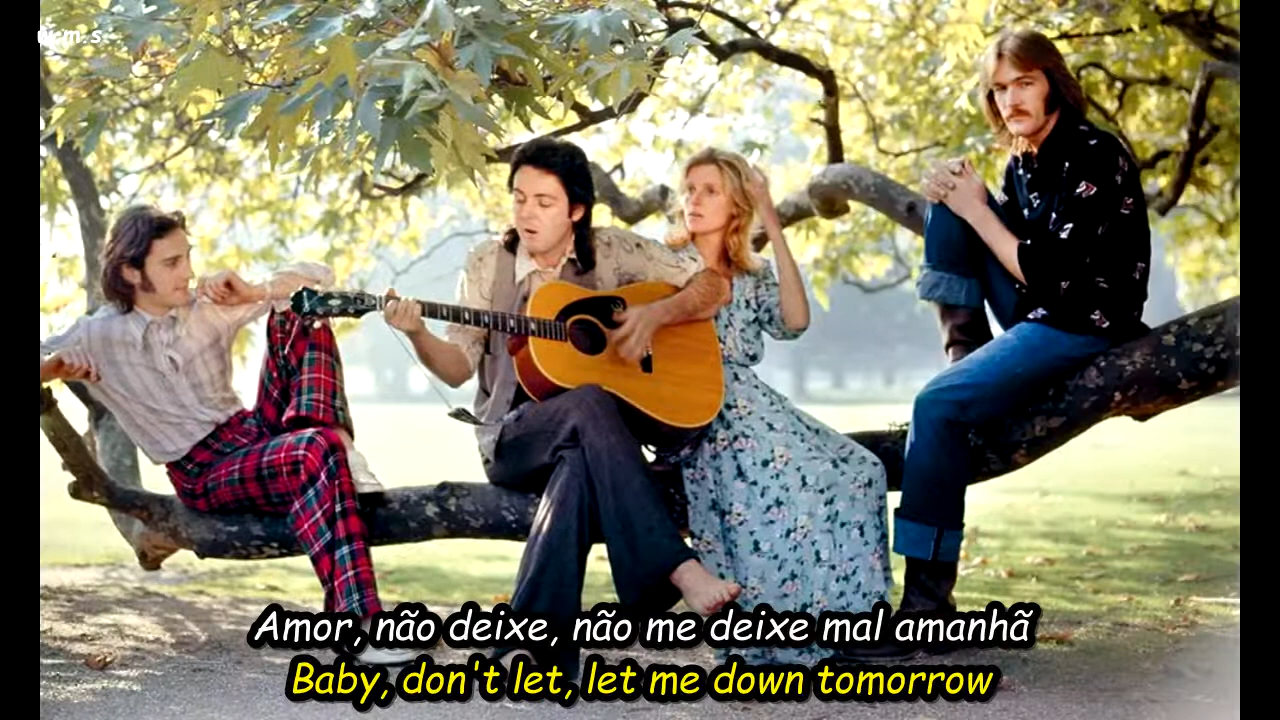 w.m.s
Amor, não deixe, não me deixe mal amanhã
Baby, don't let, let me down tomorrow